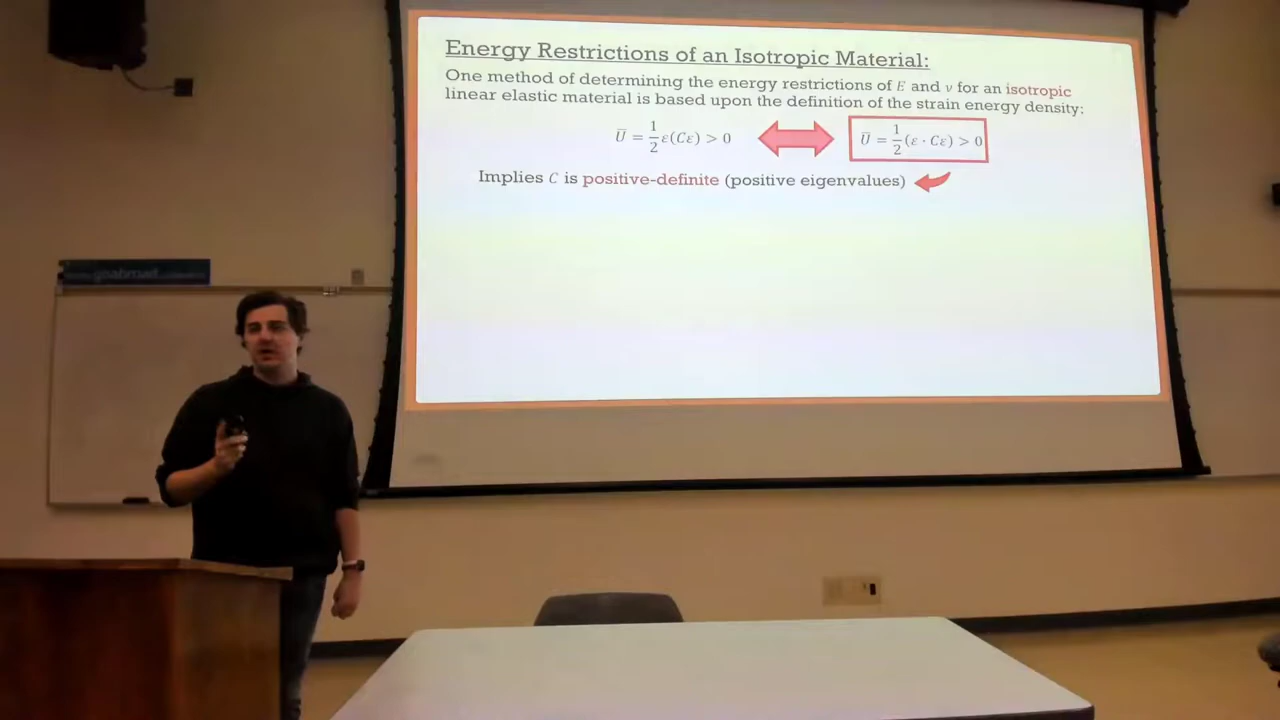 Energy Restrictions of an Isotropic Material:
One method of determining the energy restrictions of E and ν for an isotropic
linear elastic material is based upon the definition of the strain energy density:
Ū = 1/2 ε(Cε) > 0
Ū = 1/2 (ε · Cε) > 0
Implies C is positive-definite (positive eigenvalues)